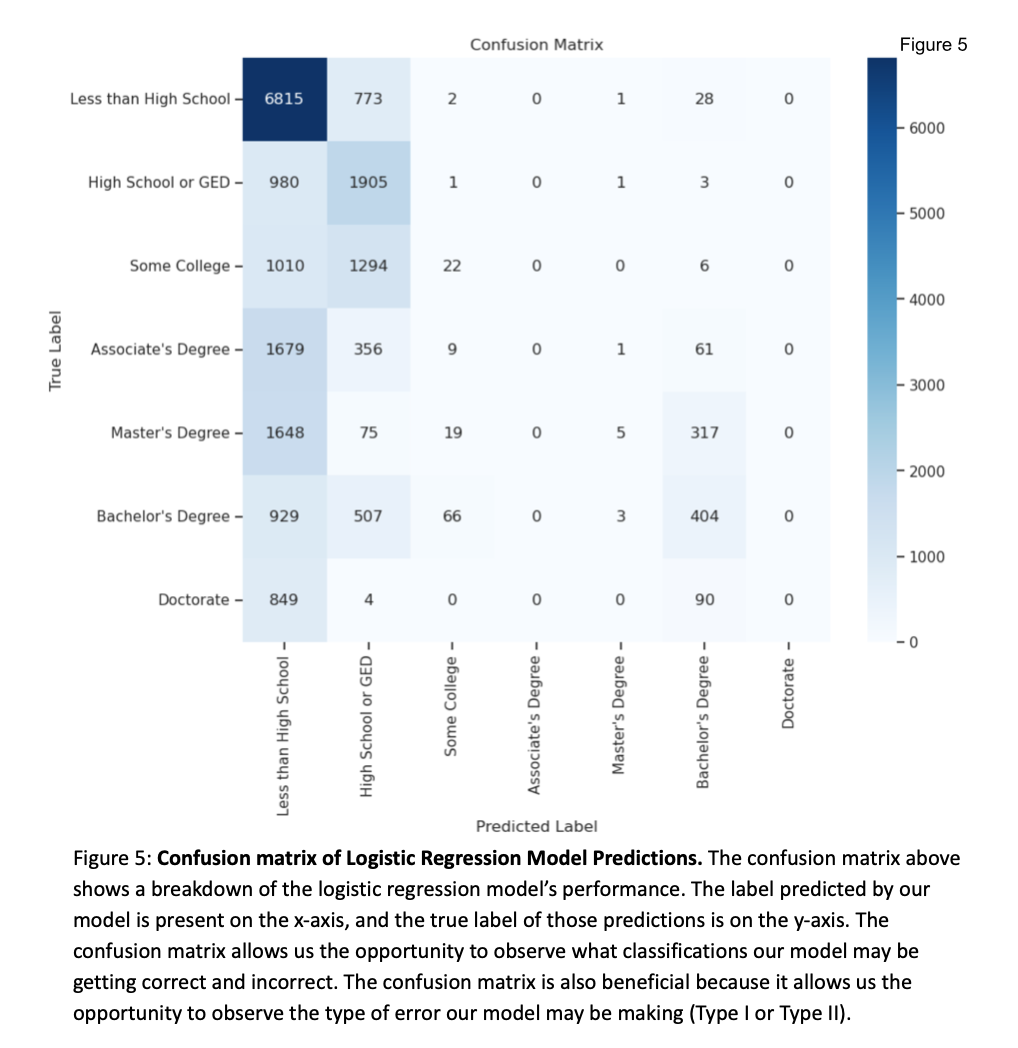 Confusion Matrix
Figure 5
True Label
Less than High School 6815 773 2 0 1 28 0
High School or GED 980 1905 1 0 1 3 0
Some College 1010 1294 22 0 0 6 0
Associate's Degree 1679 356 9 0 1 61 0
Master's Degree 1648 75 19 0 5 317 0
Bachelor's Degree 929 507 66 0 3 404 0
Doctorate 849 4 0 0 0 90 0
6000
5000
4000
3000
2000
1000
0
Less than High School
High School or GED
Some College
Associate's Degree
Master's Degree
Bachelor's Degree
Doctorate
Predicted Label
Figure 5: Confusion matrix of Logistic Regression Model Predictions. The confusion matrix above
shows a breakdown of the logistic regression model’s performance. The label predicted by our
model is present on the x-axis, and the true label of those predictions is on the y-axis. The
confusion matrix allows us the opportunity to observe what classifications our model may be
getting correct and incorrect. The confusion matrix is also beneficial because it allows us the
opportunity to observe the type of error our model may be making (Type I or Type II).